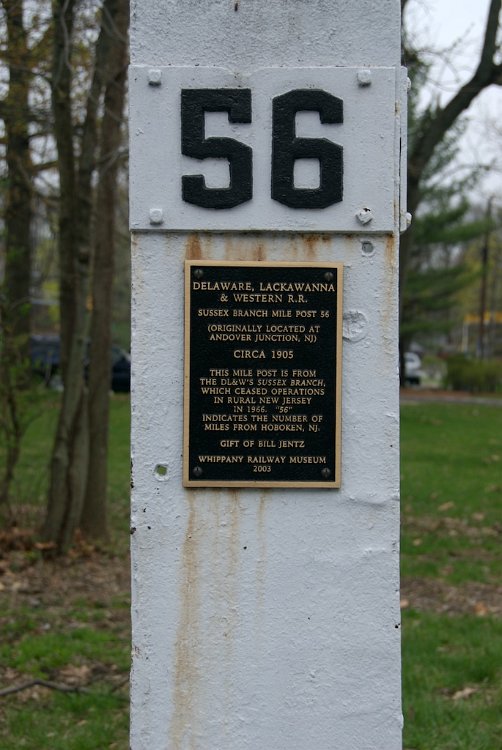 56
DELAWARE, LACKAWANNA
& WESTERN R.R.
SUSSEX BRANCH MILE POST 56
(ORIGINALLY LOCATED AT
ANDOVER JUNCTION, NJ)
CIRCA 1905
THIS MILE POST IS FROM
THE DL&W'S SUSSEX BRANCH,
WHICH CEASED OPERATIONS
IN RURAL NEW JERSEY
IN 1966. "56"
INDICATES THE NUMBER OF
MILES FROM HOBOKEN, NJ.
GIFT OF BILL JENTZ
WHIPPANY RAILWAY MUSEUM
2003